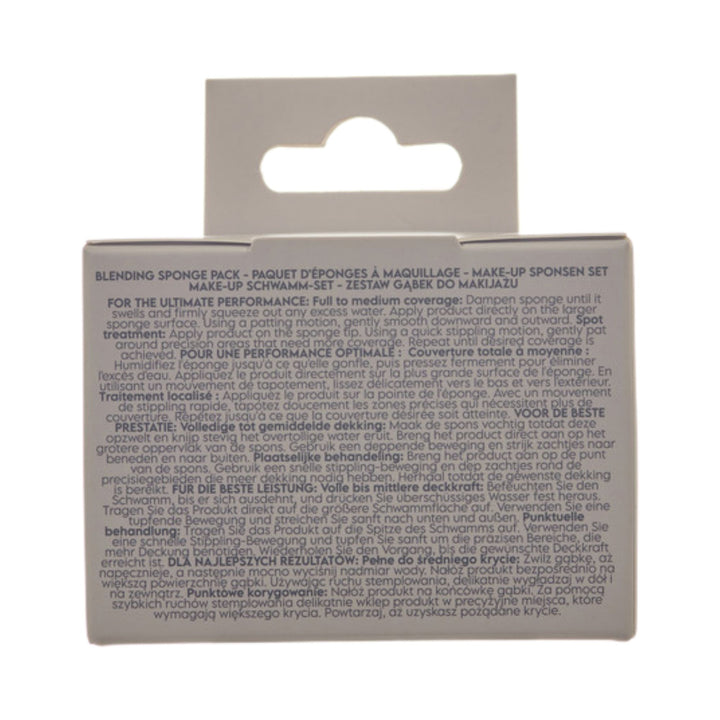 BLENDING SPONGE PACK - PAQUET D'ÉPONGES À MAQUILLAGE - MAKE-UP SPONSEN SET
MAKE-UP SCHWAMM-SET - ZESTAW GĄBEK DO MAKIJAŻU
FOR THE ULTIMATE PERFORMANCE: Full to medium coverage: Dampen sponge until it
swells and firmly squeeze out any excess water. Apply product directly on the larger
sponge surface. Using a patting motion, gently smooth downward and outward. Spot
treatment: Apply product on the sponge tip. Using a quick stippling motion, gently pat
around precision areas that need more coverage. Repeat until desired coverage is
achieved. POUR UNE PERFORMANCE OPTIMALE : Couverture totale à moyenne :
Humidifiez l'éponge jusqu'à ce qu'elle gonfle, puis pressez fermement pour éliminer
l'excès d'eau. Appliquez le produit directement sur la plus grande surface de l'éponge. En
utilisant un mouvement de tapotement, lissez délicatement vers le bas et vers l'extérieur.
Traitement localisé : Appliquez le produit sur la pointe de l'éponge. Avec un mouvement
de stippling rapide, tapotez doucement les zones précises qui nécessitent plus de
couverture. Répétez jusqu'à ce que la couverture désirée soit atteinte. VOOR DE BESTE
PRESTATIE: Volledige tot gemiddelde dekking: Maak de spons vochtig totdat deze
opzwelt en knijp stevig het overtollige water eruit. Breng het product direct aan op het
grotere oppervlak van de spons. Gebruik een deppende beweging en strijk zachtjes naar
beneden en naar buiten. Plaatselijke behandeling: Breng het product aan op de punt
van de spons. Gebruik een snelle stippling-beweging en dep zachtjes rond de
precisiegebieden die meer dekking nodig hebben. Herhaal totdat de gewenste dekking
is bereikt. FÜR DIE BESTE LEISTUNG: Volle bis mittlere deckkraft: Befeuchten Sie den
Schwamm, bis er sich ausdehnt, und drücken Sie überschüssiges Wasser fest heraus.
Tragen Sie das Produkt direkt auf die größere Schwammfläche auf. Verwenden Sie eine
tupfende Bewegung und streichen Sie sanft nach unten und außen. Punktuelle
behandlung: Tragen Sie das Produkt auf die Spitze des Schwamms auf. Verwenden Sie
eine schnelle Stippling-Bewegung und tupfen Sie sanft um die präzisen Bereiche, die
mehr Deckung benötigen. Wiederholen Sie den Vorgang, bis die gewünschte Deckkraft
erreicht ist. DLA NAJLEPSZYCH REZULTATÓW: Pełne do średniego krycie: Zwilż gąbkę, aż
napęcznieje, a następnie mocno wyciśnij nadmiar wody. Nałóż produkt bezpośrednio na
większą powierzchnię gąbki. Używając ruchu stemplowania, delikatnie wygładzaj w dół i
na zewnątrz. Punktowe korygowanie: Nałóż produkt na końcówkę gąbki. Za pomocą
szybkich ruchów stemplowania delikatnie wklep produkt w precyzyjne miejsca, które
wymagają większego krycia. Powtarzaj, aż uzyskasz pożądane krycie.